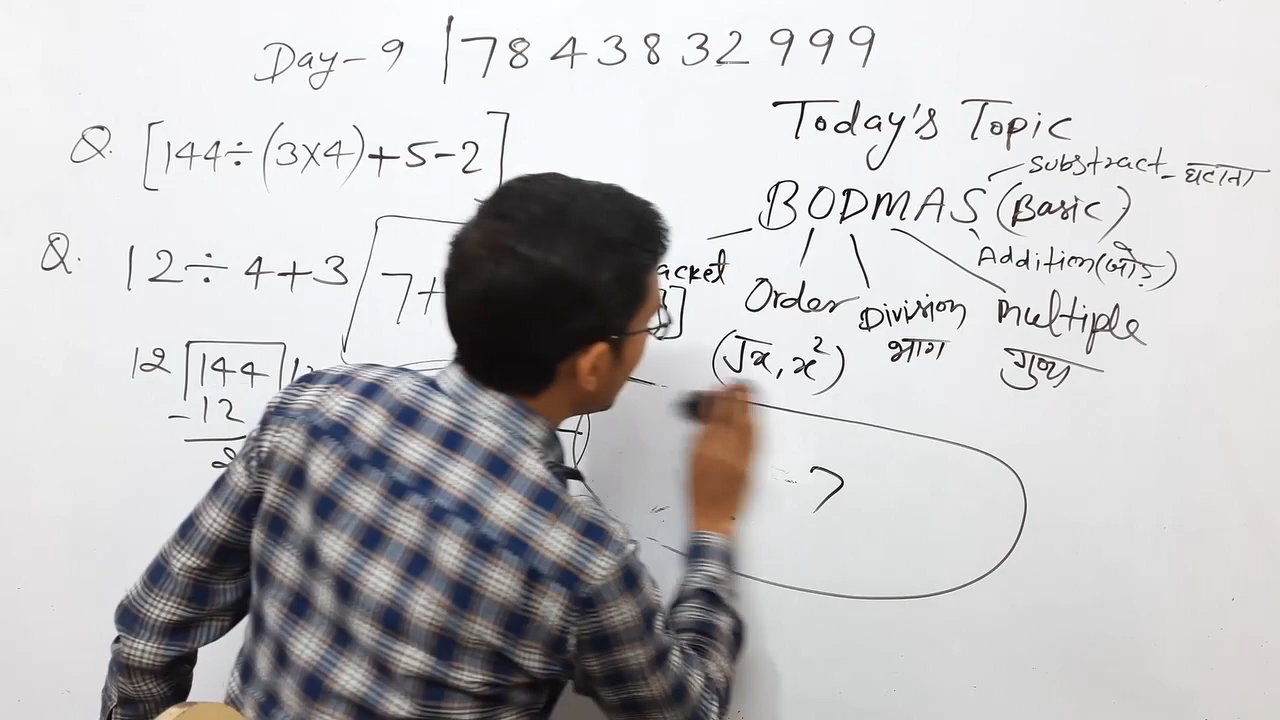 Day-9 | 7843832999
Q. [144÷(3×4)+5-2]
Today's Topic
Substract - घटाना
BODMAS (Basic)
Addition (जोड़)
Q. 12÷4+3
7+
Order
Division
Multiple
भाग
गुणा
(√x, x²)
12 144
-12
7